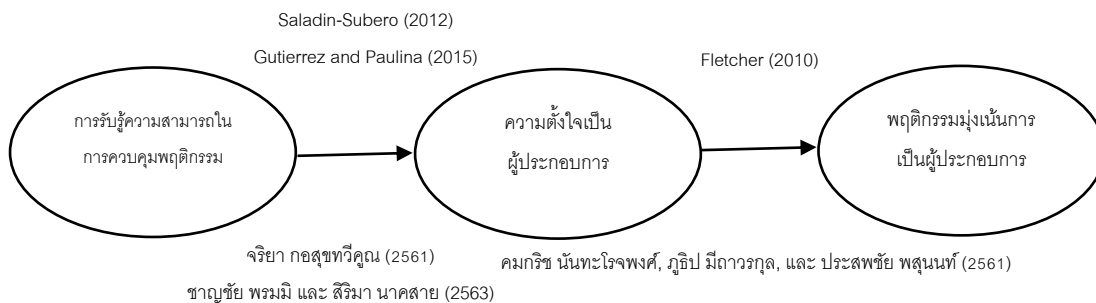 Saladin-Subero (2012)
Gutierrez and Paulina (2015)
Fletcher (2010)
การรับรู้ความสามารถใน
การควบคุมพฤติกรรม
ความตั้งใจเป็น
ผู้ประกอบการ
พฤติกรรมมุ่งเน้นการ
เป็นผู้ประกอบการ
จริยา กอสุขทวีคูณ (2561)
ชาญชัย พรมมิ และ สิริมา นาคสาย (2563)
คมกริช นันทะโรจพงศ์, ภูธิป มีถาวรกุล, และ ประสพชัย พสุนนท์ (2561)